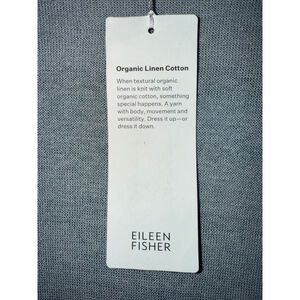 Organic Linen Cotton
When textural organic
linen is knit with soft
organic cotton, something
special happens. A yarn
with body, movement and
versatility. Dress it up—or
dress it down.
EILEEN
FISHER